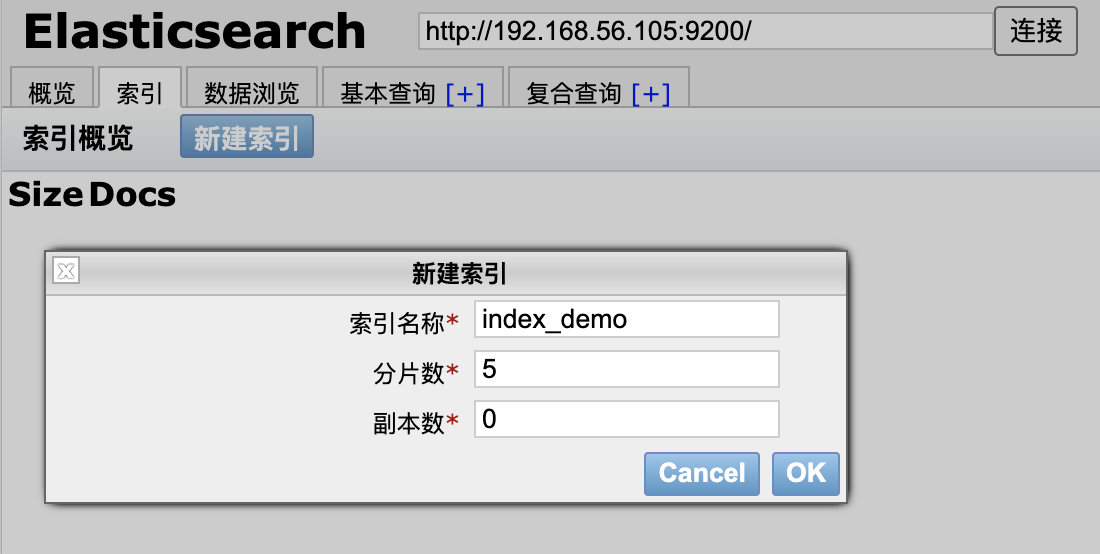 Elasticsearch http://192.168.56.105:9200/ 连接
概览 索引 数据浏览 基本查询 [+] 复合查询 [+]
索引概览 新建索引
Size Docs
新建索引
索引名称* index_demo
分片数* 5
副本数* 0
Cancel OK